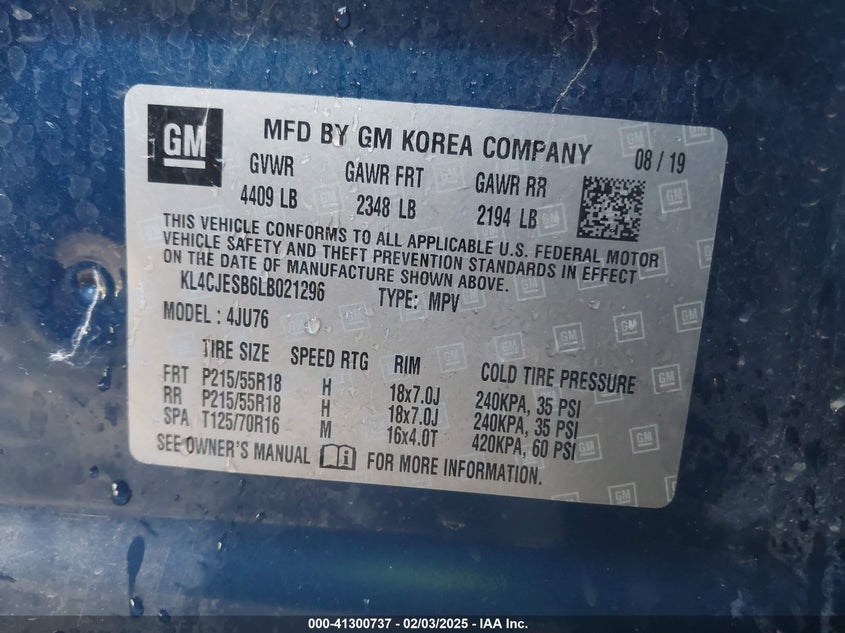 GM MFD BY GM KOREA COMPANY 08 / 19
GVWR GAWR FRT GAWR RR
4409 LB 2348 LB 2194 LB
THIS VEHICLE CONFORMS TO ALL APPLICABLE U.S. FEDERAL MOTOR
VEHICLE SAFETY AND THEFT PREVENTION STANDARDS IN EFFECT
ON THE DATE OF MANUFACTURE SHOWN ABOVE.
KL4CJESB6LB021296 TYPE: MPV
MODEL : 4JU76
TIRE SIZE SPEED RTG RIM COLD TIRE PRESSURE
FRT P215/55R18 H 18x7.0J 240KPA, 35 PSI
RR P215/55R18 H 18x7.0J 240KPA, 35 PSI
SPA T125/70R16 M 16x4.0T 420KPA, 60 PSI
SEE OWNER'S MANUAL FOR MORE INFORMATION.
000-41300737 - 02/03/2025 - IAA Inc.